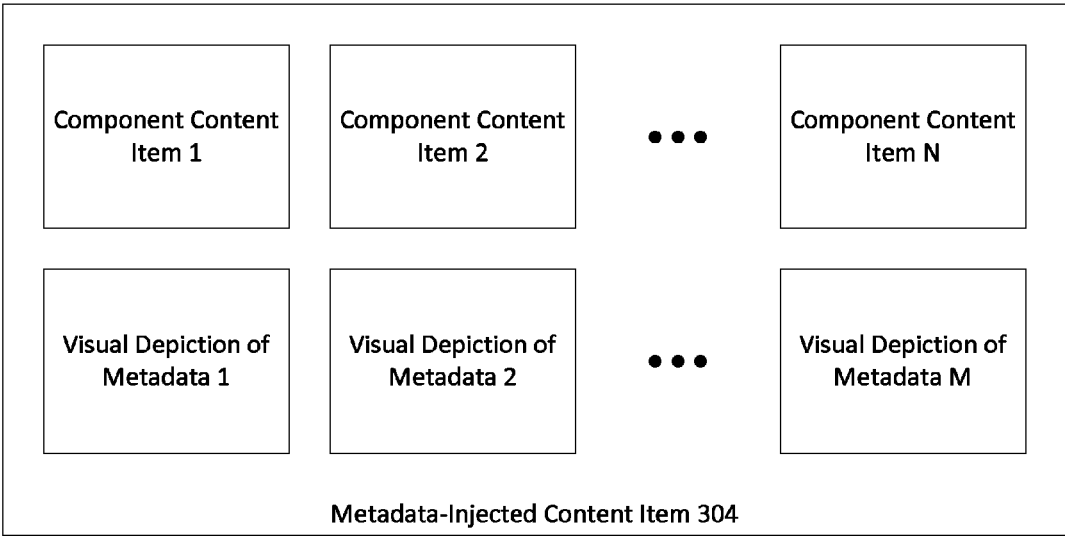 Component Content
Item 1
Component Content
Item 2
Component Content
Item N
Visual Depiction of
Metadata 1
Visual Depiction of
Metadata 2
Visual Depiction of
Metadata M
Metadata-Injected Content Item 304